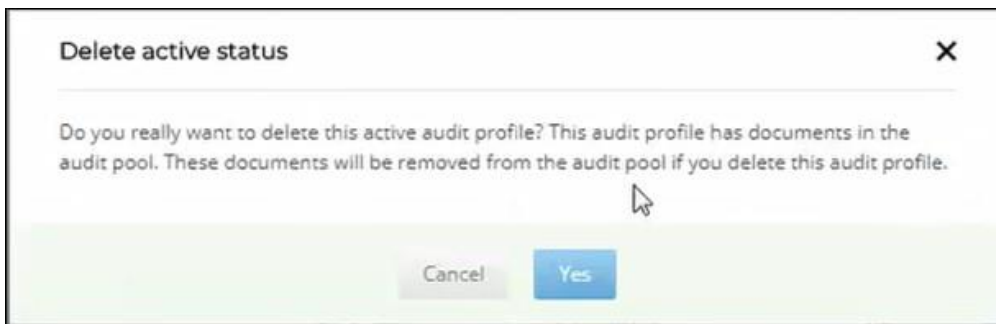 Delete active status
Do you really want to delete this active audit profile? This audit profile has documents in the
audit pool. These documents will be removed from the audit pool if you delete this audit profile.
Cancel Yes